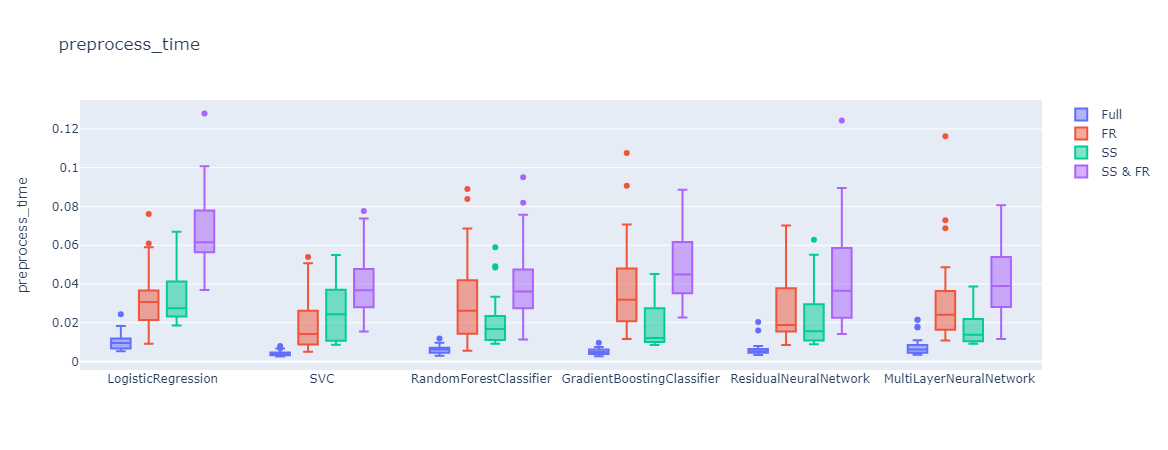 preprocess_time
Full
FR
SS
SS & FR
preprocess_time
0.12
0.1
0.08
0.06
0.04
0.02
0
LogisticRegression
SVC
RandomForestClassifier
GradientBoostingClassifier
ResidualNeuralNetwork
MultiLayerNeuralNetwork